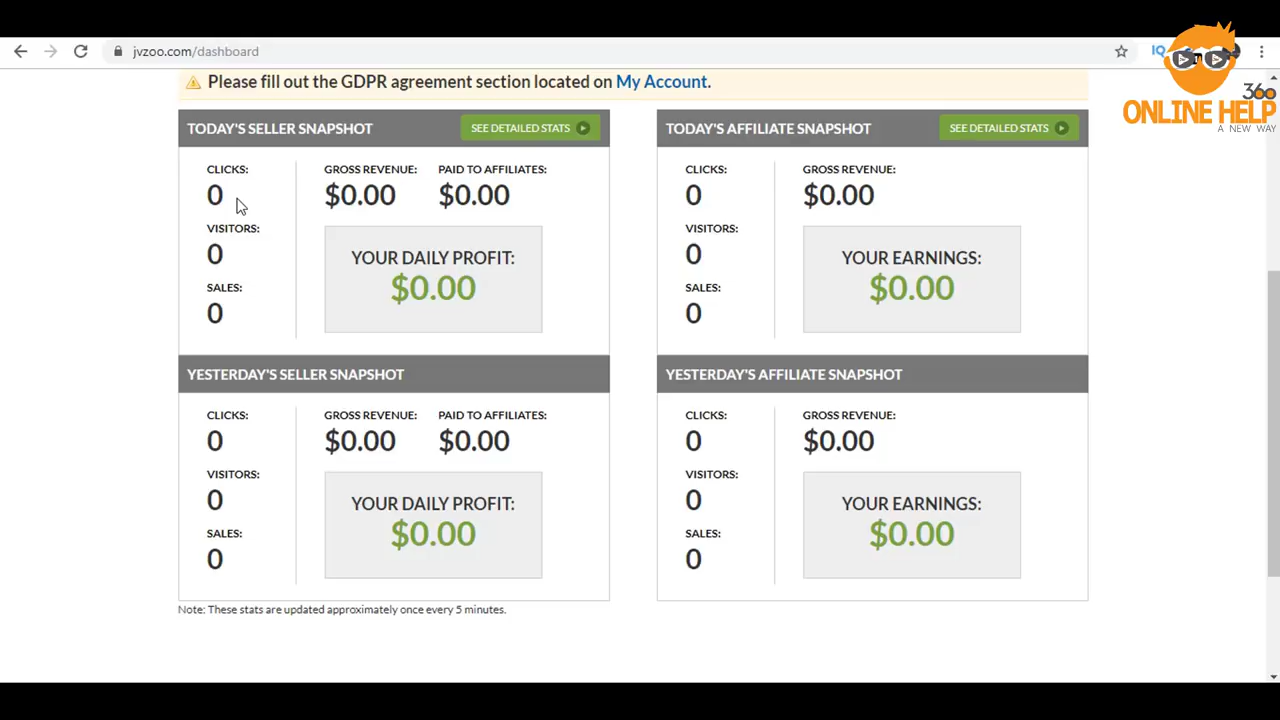 jvzoo.com/dashboard
IQ
360
ONLINE HELP
A NEW WAY
Please fill out the GDPR agreement section located on My Account.
TODAY'S SELLER SNAPSHOT
SEE DETAILED STATS
CLICKS:
0
VISITORS:
0
SALES:
0
GROSS REVENUE:
$0.00
PAID TO AFFILIATES:
$0.00
YOUR DAILY PROFIT:
$0.00
TODAY'S AFFILIATE SNAPSHOT
SEE DETAILED STATS
CLICKS:
0
VISITORS:
0
SALES:
0
GROSS REVENUE:
$0.00
YOUR EARNINGS:
$0.00
YESTERDAY'S SELLER SNAPSHOT
CLICKS:
0
VISITORS:
0
SALES:
0
GROSS REVENUE:
$0.00
PAID TO AFFILIATES:
$0.00
YOUR DAILY PROFIT:
$0.00
YESTERDAY'S AFFILIATE SNAPSHOT
CLICKS:
0
VISITORS:
0
SALES:
0
GROSS REVENUE:
$0.00
YOUR EARNINGS:
$0.00
Note: These stats are updated approximately once every 5 minutes.